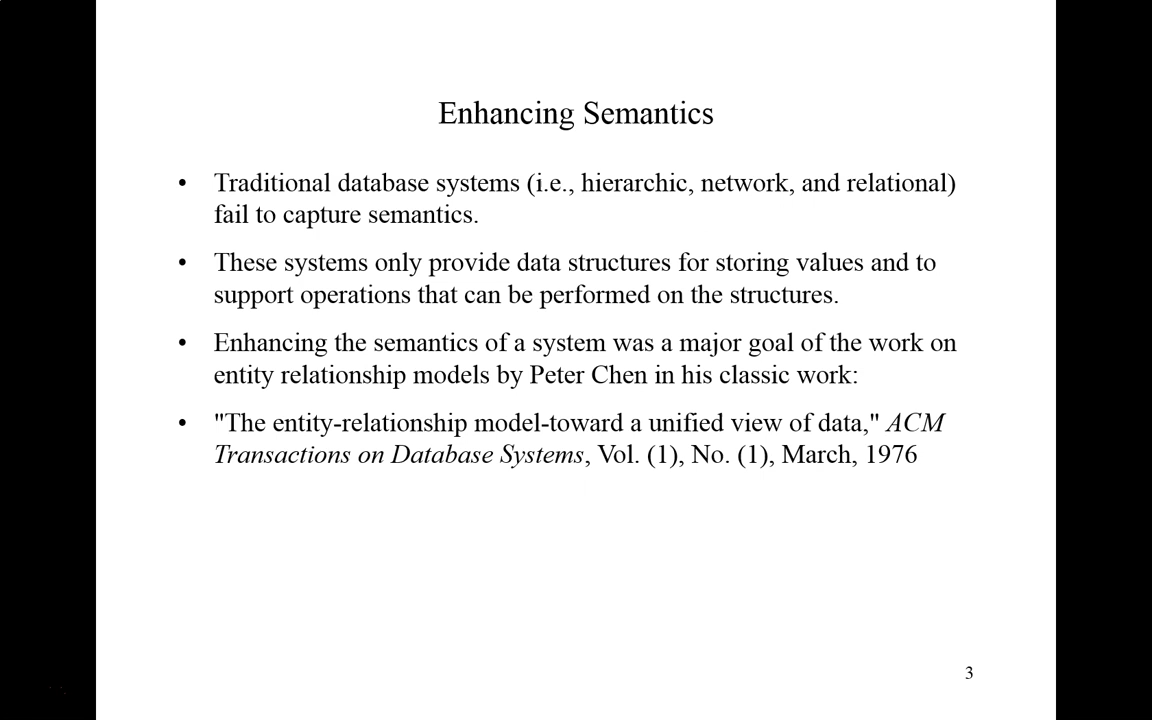 Enhancing Semantics
• Traditional database systems (i.e., hierarchic, network, and relational)
fail to capture semantics.
• These systems only provide data structures for storing values and to
support operations that can be performed on the structures.
• Enhancing the semantics of a system was a major goal of the work on
entity relationship models by Peter Chen in his classic work:
• "The entity-relationship model-toward a unified view of data," ACM
Transactions on Database Systems, Vol. (1), No. (1), March, 1976
3